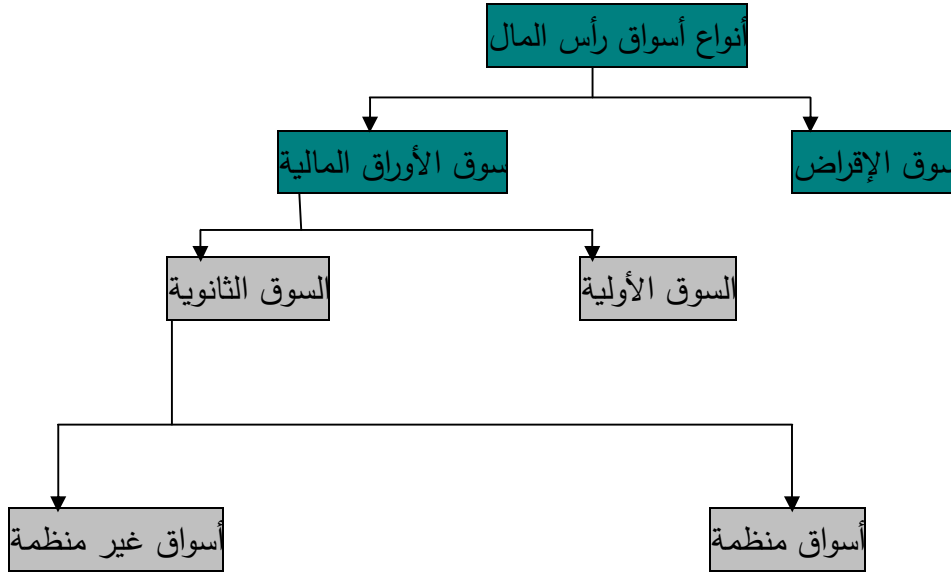 أنواع أسواق رأس المال
سوق الإقراض
سوق الأوراق المالية
السوق الأولية
السوق الثانوية
أسواق منظمة
أسواق غير منظمة